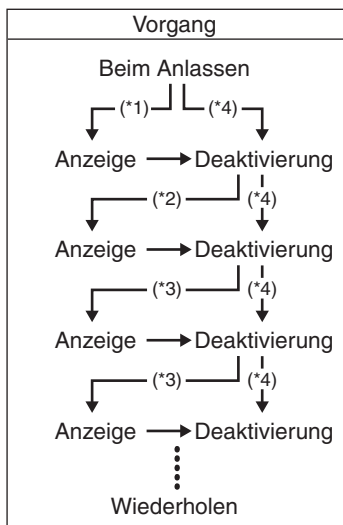 Vorgang
Beim Anlassen
(*1) (*4)
Anzeige Deaktivierung
(*2) (*4)
Anzeige Deaktivierung
(*3) (*4)
Anzeige Deaktivierung
(*3) (*4)
Anzeige Deaktivierung
Wiederholen